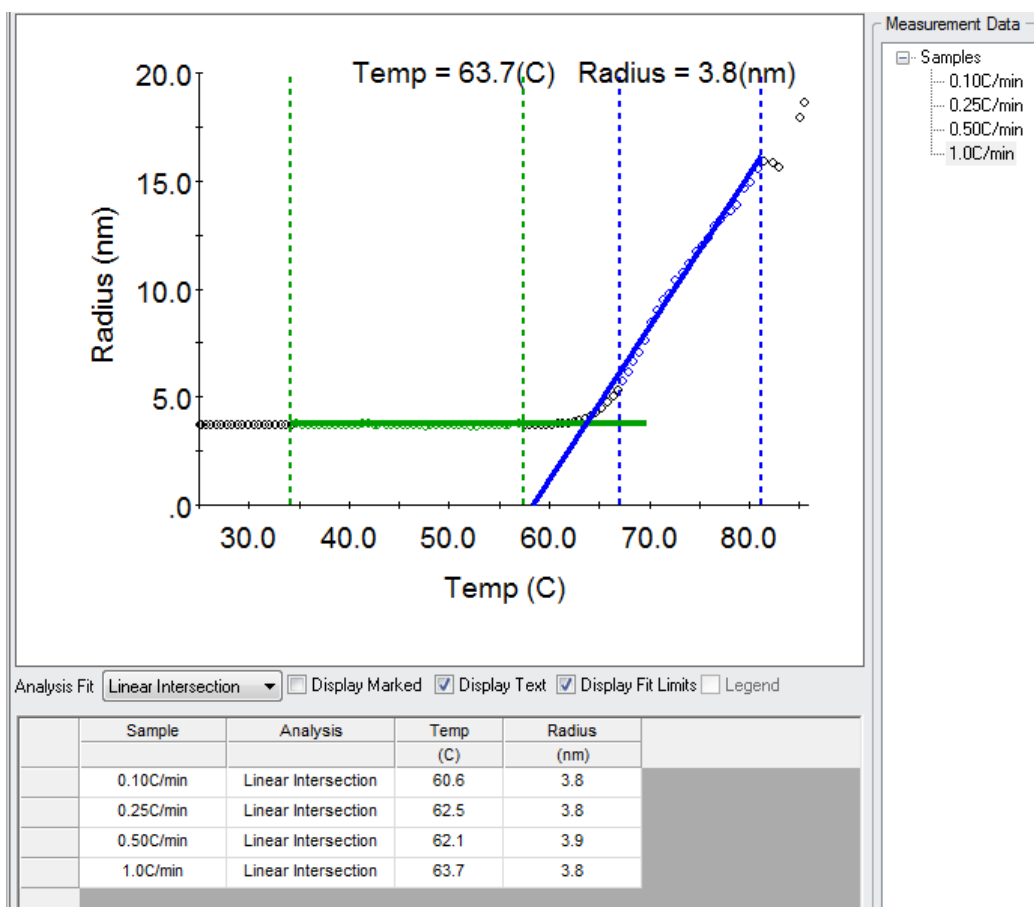 Measurement Data
Samples
0.10C/min
0.25C/min
0.50C/min
1.0C/min
Temp = 63.7(C) Radius = 3.8(nm)
20.0
15.0
10.0
5.0
.0
Radius (nm)
30.0 40.0 50.0 60.0 70.0 80.0
Temp (C)
Analysis Fit Linear Intersection Display Marked Display Text Display Fit Limits Legend
Sample Analysis Temp Radius
(C) (nm)
0.10C/min Linear Intersection 60.6 3.8
0.25C/min Linear Intersection 62.5 3.8
0.50C/min Linear Intersection 62.1 3.9
1.0C/min Linear Intersection 63.7 3.8